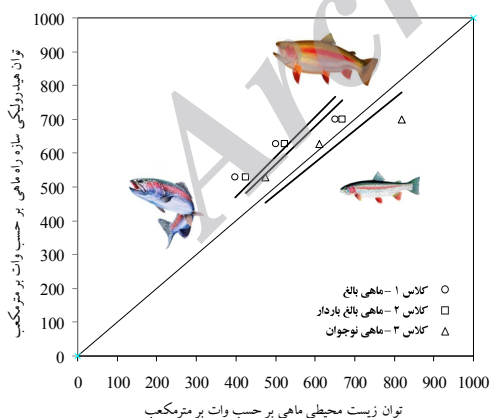 Arc
توان هیدرولیکی سازه راه ماهی بر حسب وات بر مترمکعب
1000
900
800
700
600
500
400
300
200
100
0
کلاس ۱ – ماهی بالغ
کلاس ۲ – ماهی بالغ باردار
کلاس ۳ – ماهی نوجوان
0 100 200 300 400 500 600 700 800 900 1000
توان زیست محیطی ماهی بر حسب وات بر مترمکعب